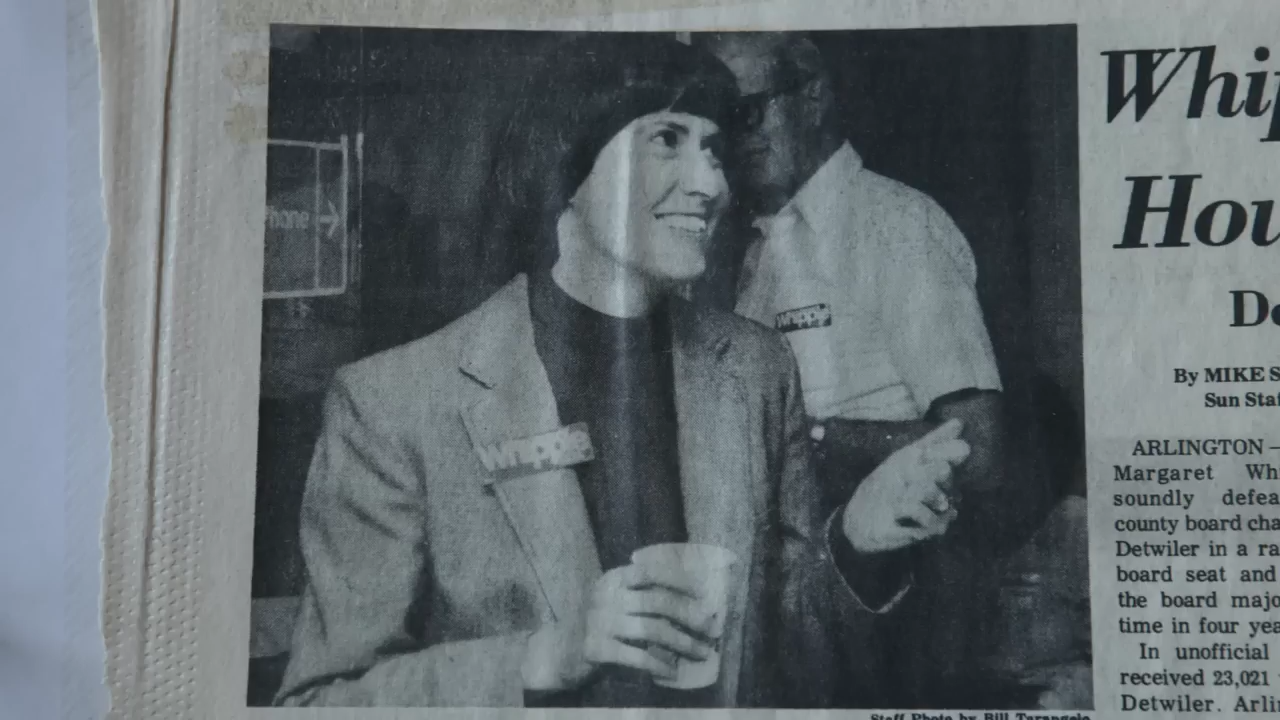 Whip
Hou
De
By MIKE S
Sun Staf
ARLINGTON —
Margaret Wh
soundly defea
county board cha
Detwiler in a ra
board seat and
the board majo
time in four yea
In unofficial
received 23,021
Detwiler. Arlin
hone →
whipple
whipple
Staff Photo by Bill Tarangelo